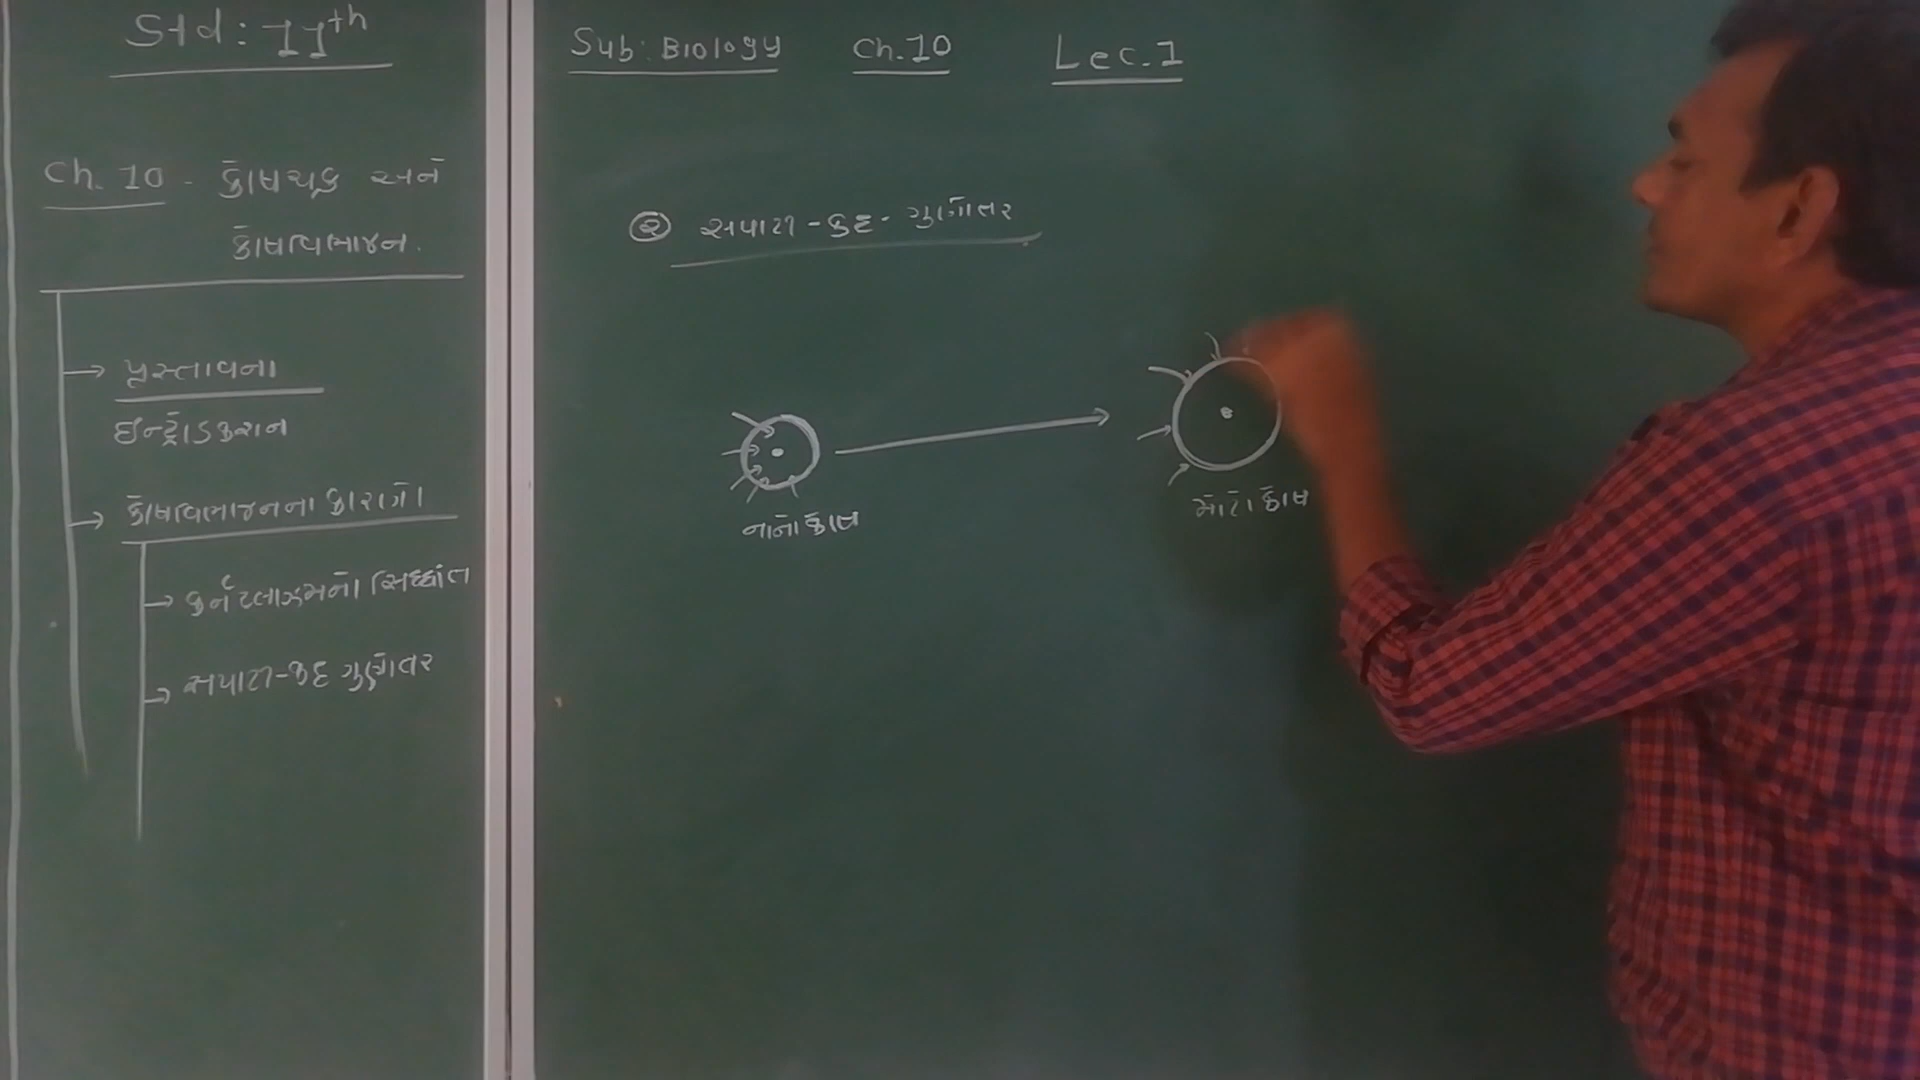 Std: 11th
Ch. 10 - કોષચક્ર અને
કોષવિભાજન.
→ પ્રસ્તાવના
ઇન્ટ્રોડક્શન
→ કોષવિભાજનના કારણો
→ કર્નપ્લાઝમનો સિધ્ધાંત
→ સપાટી-કદ ગુણોતર
Sub: Biology Ch.10 Lec.1
② સપાટી-કદ-ગુણોતર
નાનો કોષ
મોટો કોષ